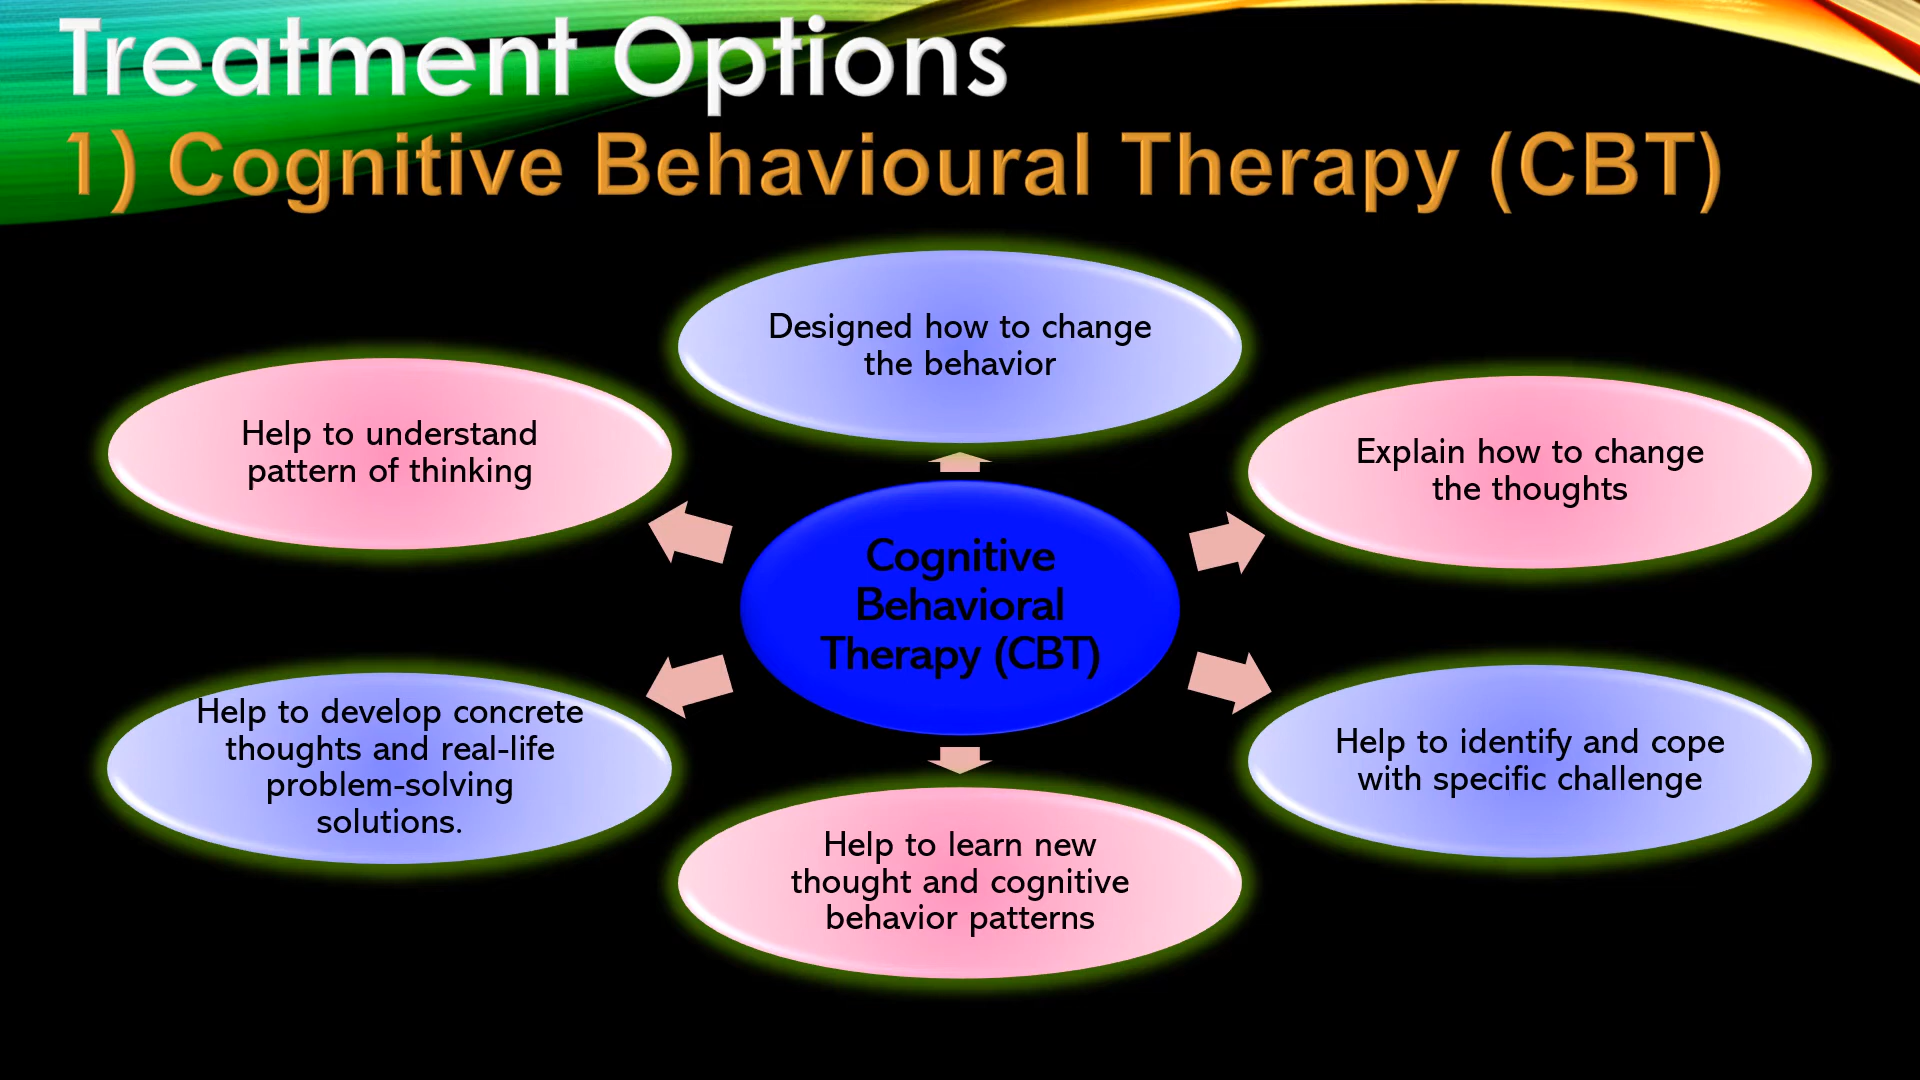 Treatment Options
1) Cognitive Behavioural Therapy (CBT)
Designed how to change
the behavior
Explain how to change
the thoughts
Help to identify and cope
with specific challenge
Help to learn new
thought and cognitive
behavior patterns
Help to develop concrete
thoughts and real-life
problem-solving
solutions.
Help to understand
pattern of thinking
Cognitive
Behavioral
Therapy (CBT)